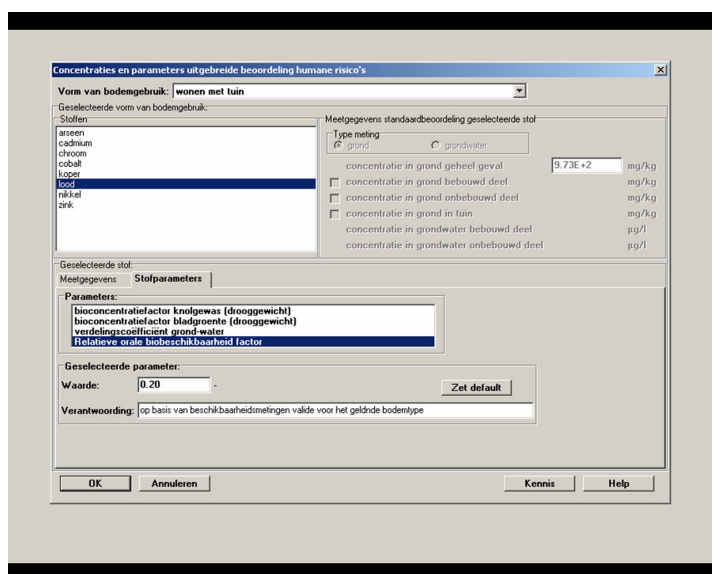 Concentraties en parameters uitgebreide beoordeling humane risico's
Vorm van bodemgebruik: wonen met tuin
Geselecteerde vorm van bodemgebruik:
Stoffen
arseen
cadmium
chroom
cobalt
koper
lood
nikkel
zink
Meetgegevens standaardbeoordeling geselecteerde stof
Type meting
grond grondwater
concentratie in grond geheel geval 9.73E+2 mg/kg
concentratie in grond bebouwd deel mg/kg
concentratie in grond onbebouwd deel mg/kg
concentratie in grond in tuin mg/kg
concentratie in grondwater bebouwd deel µg/l
concentratie in grondwater onbebouwd deel µg/l
Geselecteerde stof:
Meetgegevens Stofparameters
Parameters:
bioconcentratiefactor knolgewas (drooggewicht)
bioconcentratiefactor bladgroente (drooggewicht)
verdelingscoëfficiënt grond-water
Relatieve orale biobeschikbaarheid factor
Geselecteerde parameter:
Waarde: 0.20 - Zet default
Verantwoording: op basis van beschikbaarheidsmetingen valide voor het geldnde bodemtype
OK Annuleren Kennis Help